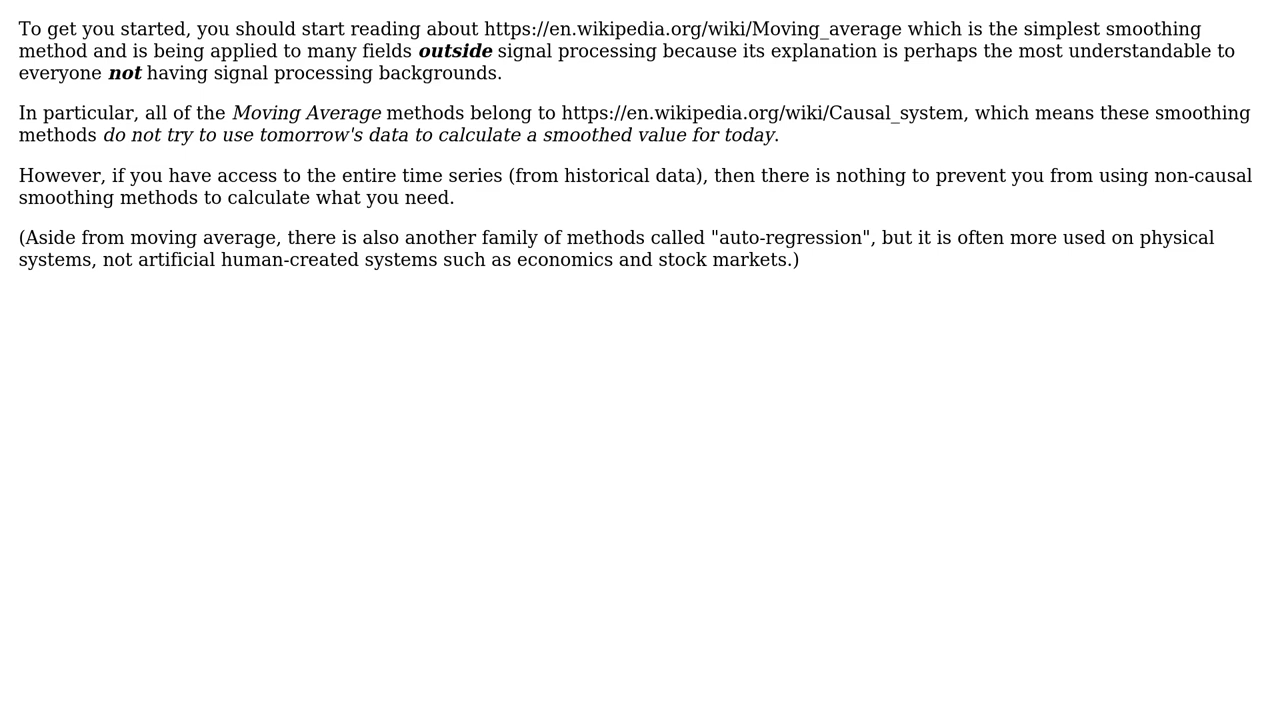 To get you started, you should start reading about https://en.wikipedia.org/wiki/Moving_average which is the simplest smoothing
method and is being applied to many fields outside signal processing because its explanation is perhaps the most understandable to
everyone not having signal processing backgrounds.
In particular, all of the Moving Average methods belong to https://en.wikipedia.org/wiki/Causal_system, which means these smoothing
methods do not try to use tomorrow's data to calculate a smoothed value for today.
However, if you have access to the entire time series (from historical data), then there is nothing to prevent you from using non-causal
smoothing methods to calculate what you need.
(Aside from moving average, there is also another family of methods called "auto-regression", but it is often more used on physical
systems, not artificial human-created systems such as economics and stock markets.)